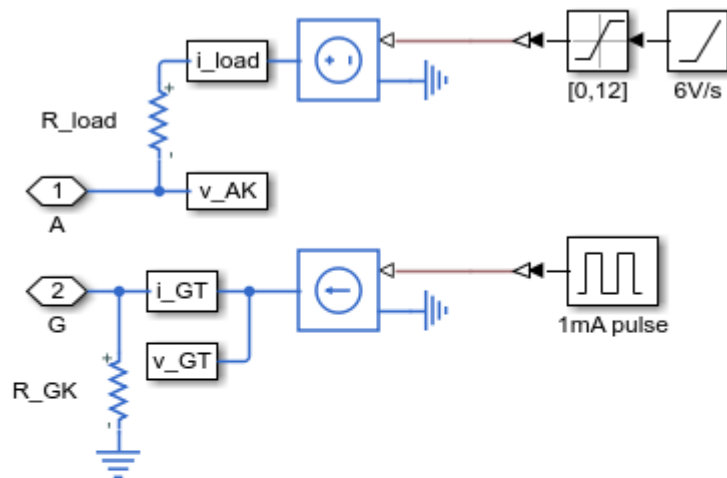 i_load
[0,12]
6V/s
R_load
+
-
1
A
v_AK
2
G
i_GT
1mA pulse
v_GT
R_GK
+
-